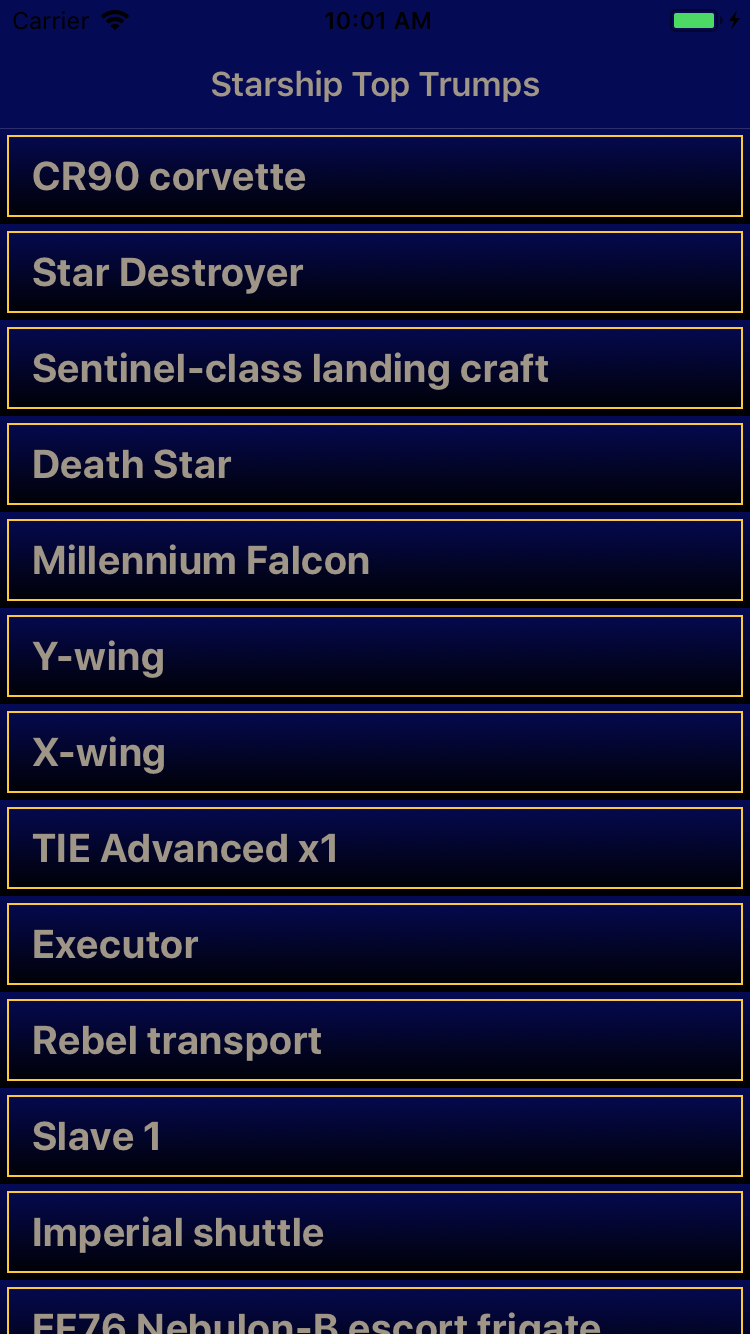 Carrier 10:01 AM
Starship Top Trumps
CR90 corvette
Star Destroyer
Sentinel-class landing craft
Death Star
Millennium Falcon
Y-wing
X-wing
TIE Advanced x1
Executor
Rebel transport
Slave 1
Imperial shuttle
EF76 Nebulon-B escort frigate